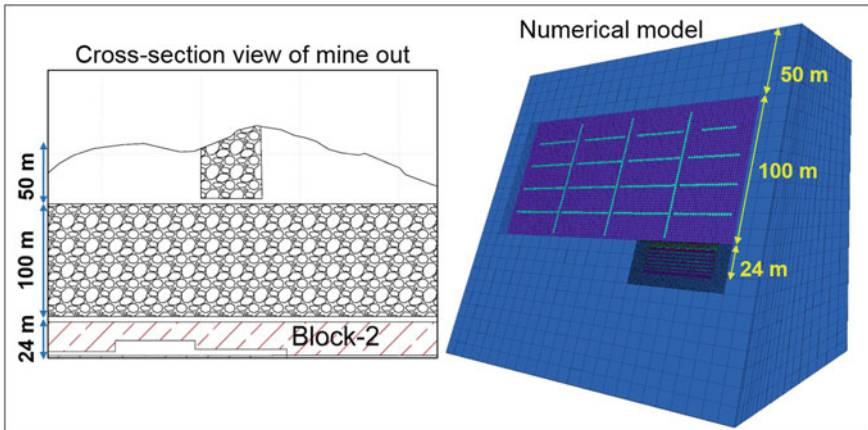 Cross-section view of mine out
50 m
100 m
24 m
Block-2
Numerical model
50 m
100 m
24 m